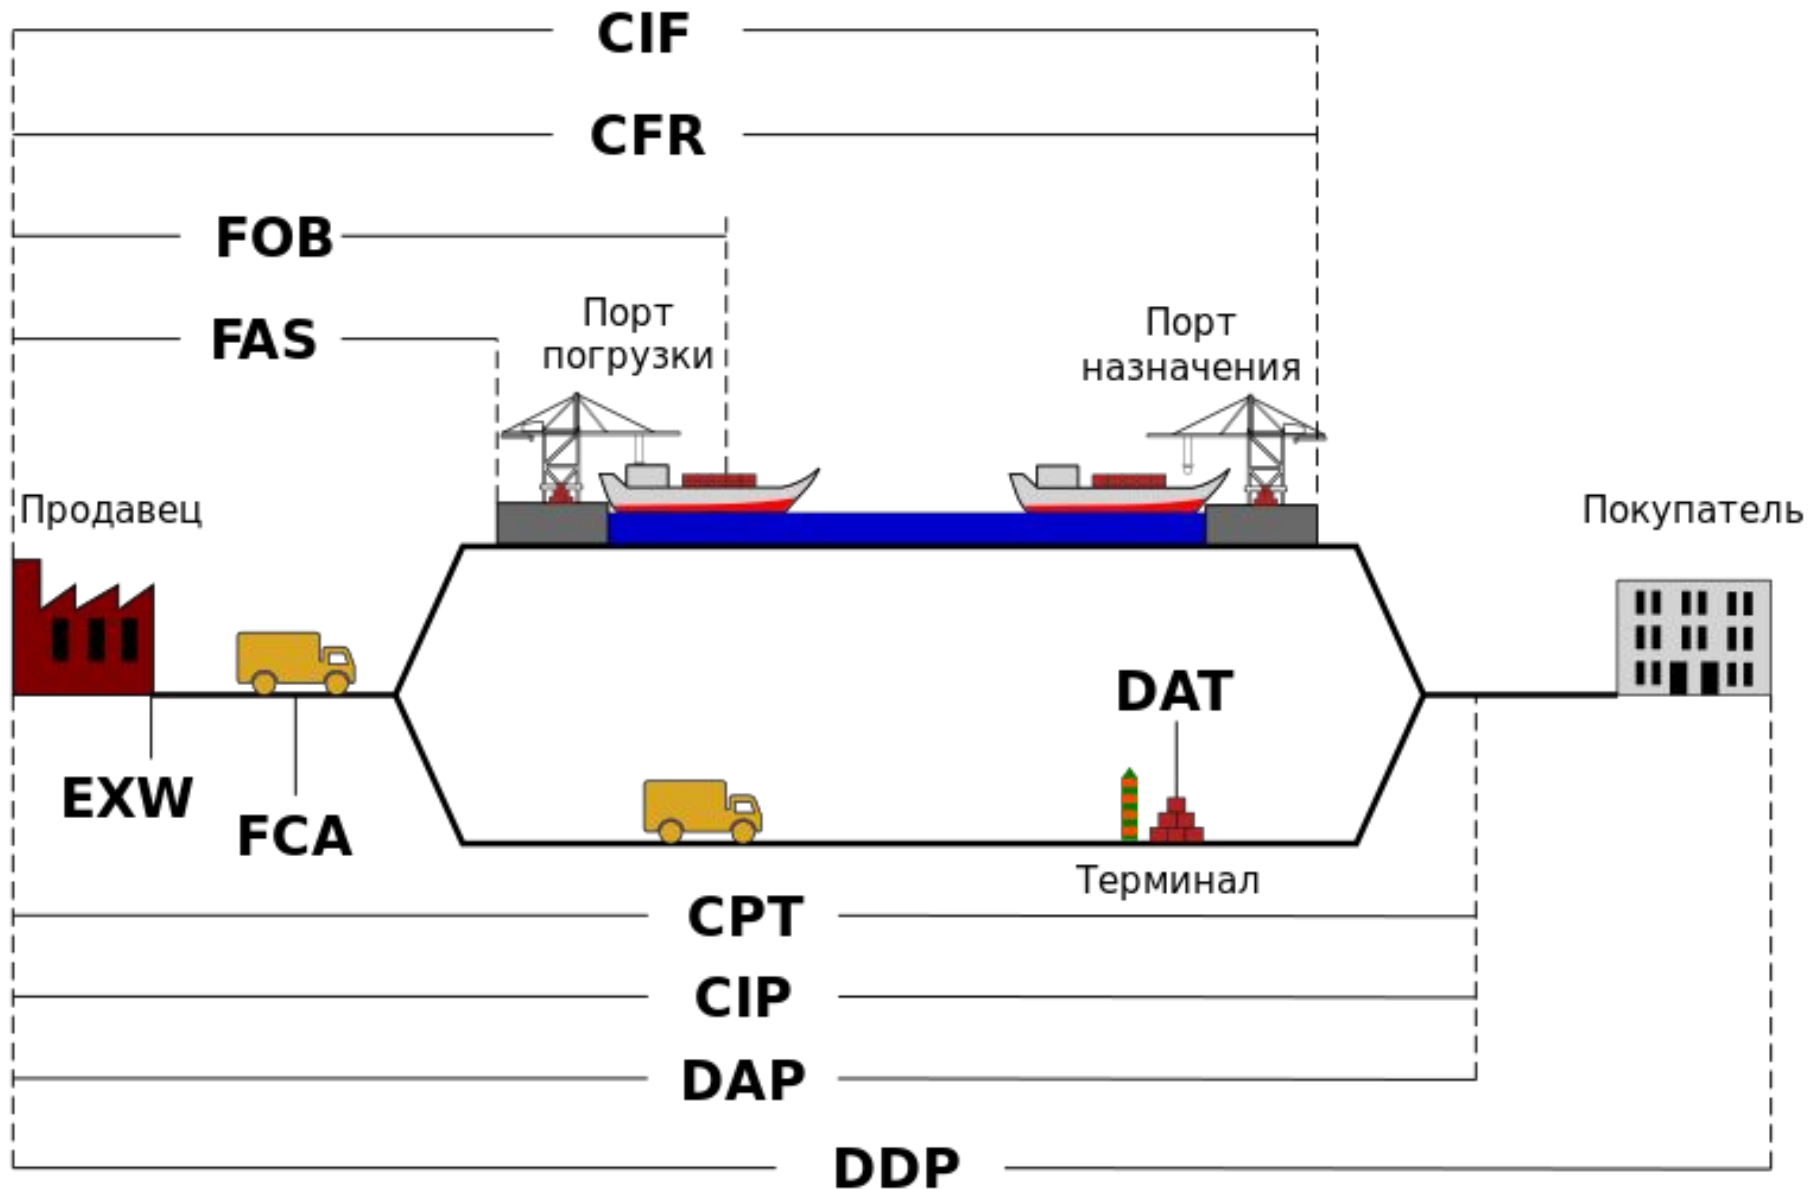 CIF
CFR
FOB
FAS
Порт
погрузки
Порт
назначения
Продавец
Покупатель
DAT
EXW
FCA
Терминал
CPT
CIP
DAP
DDP